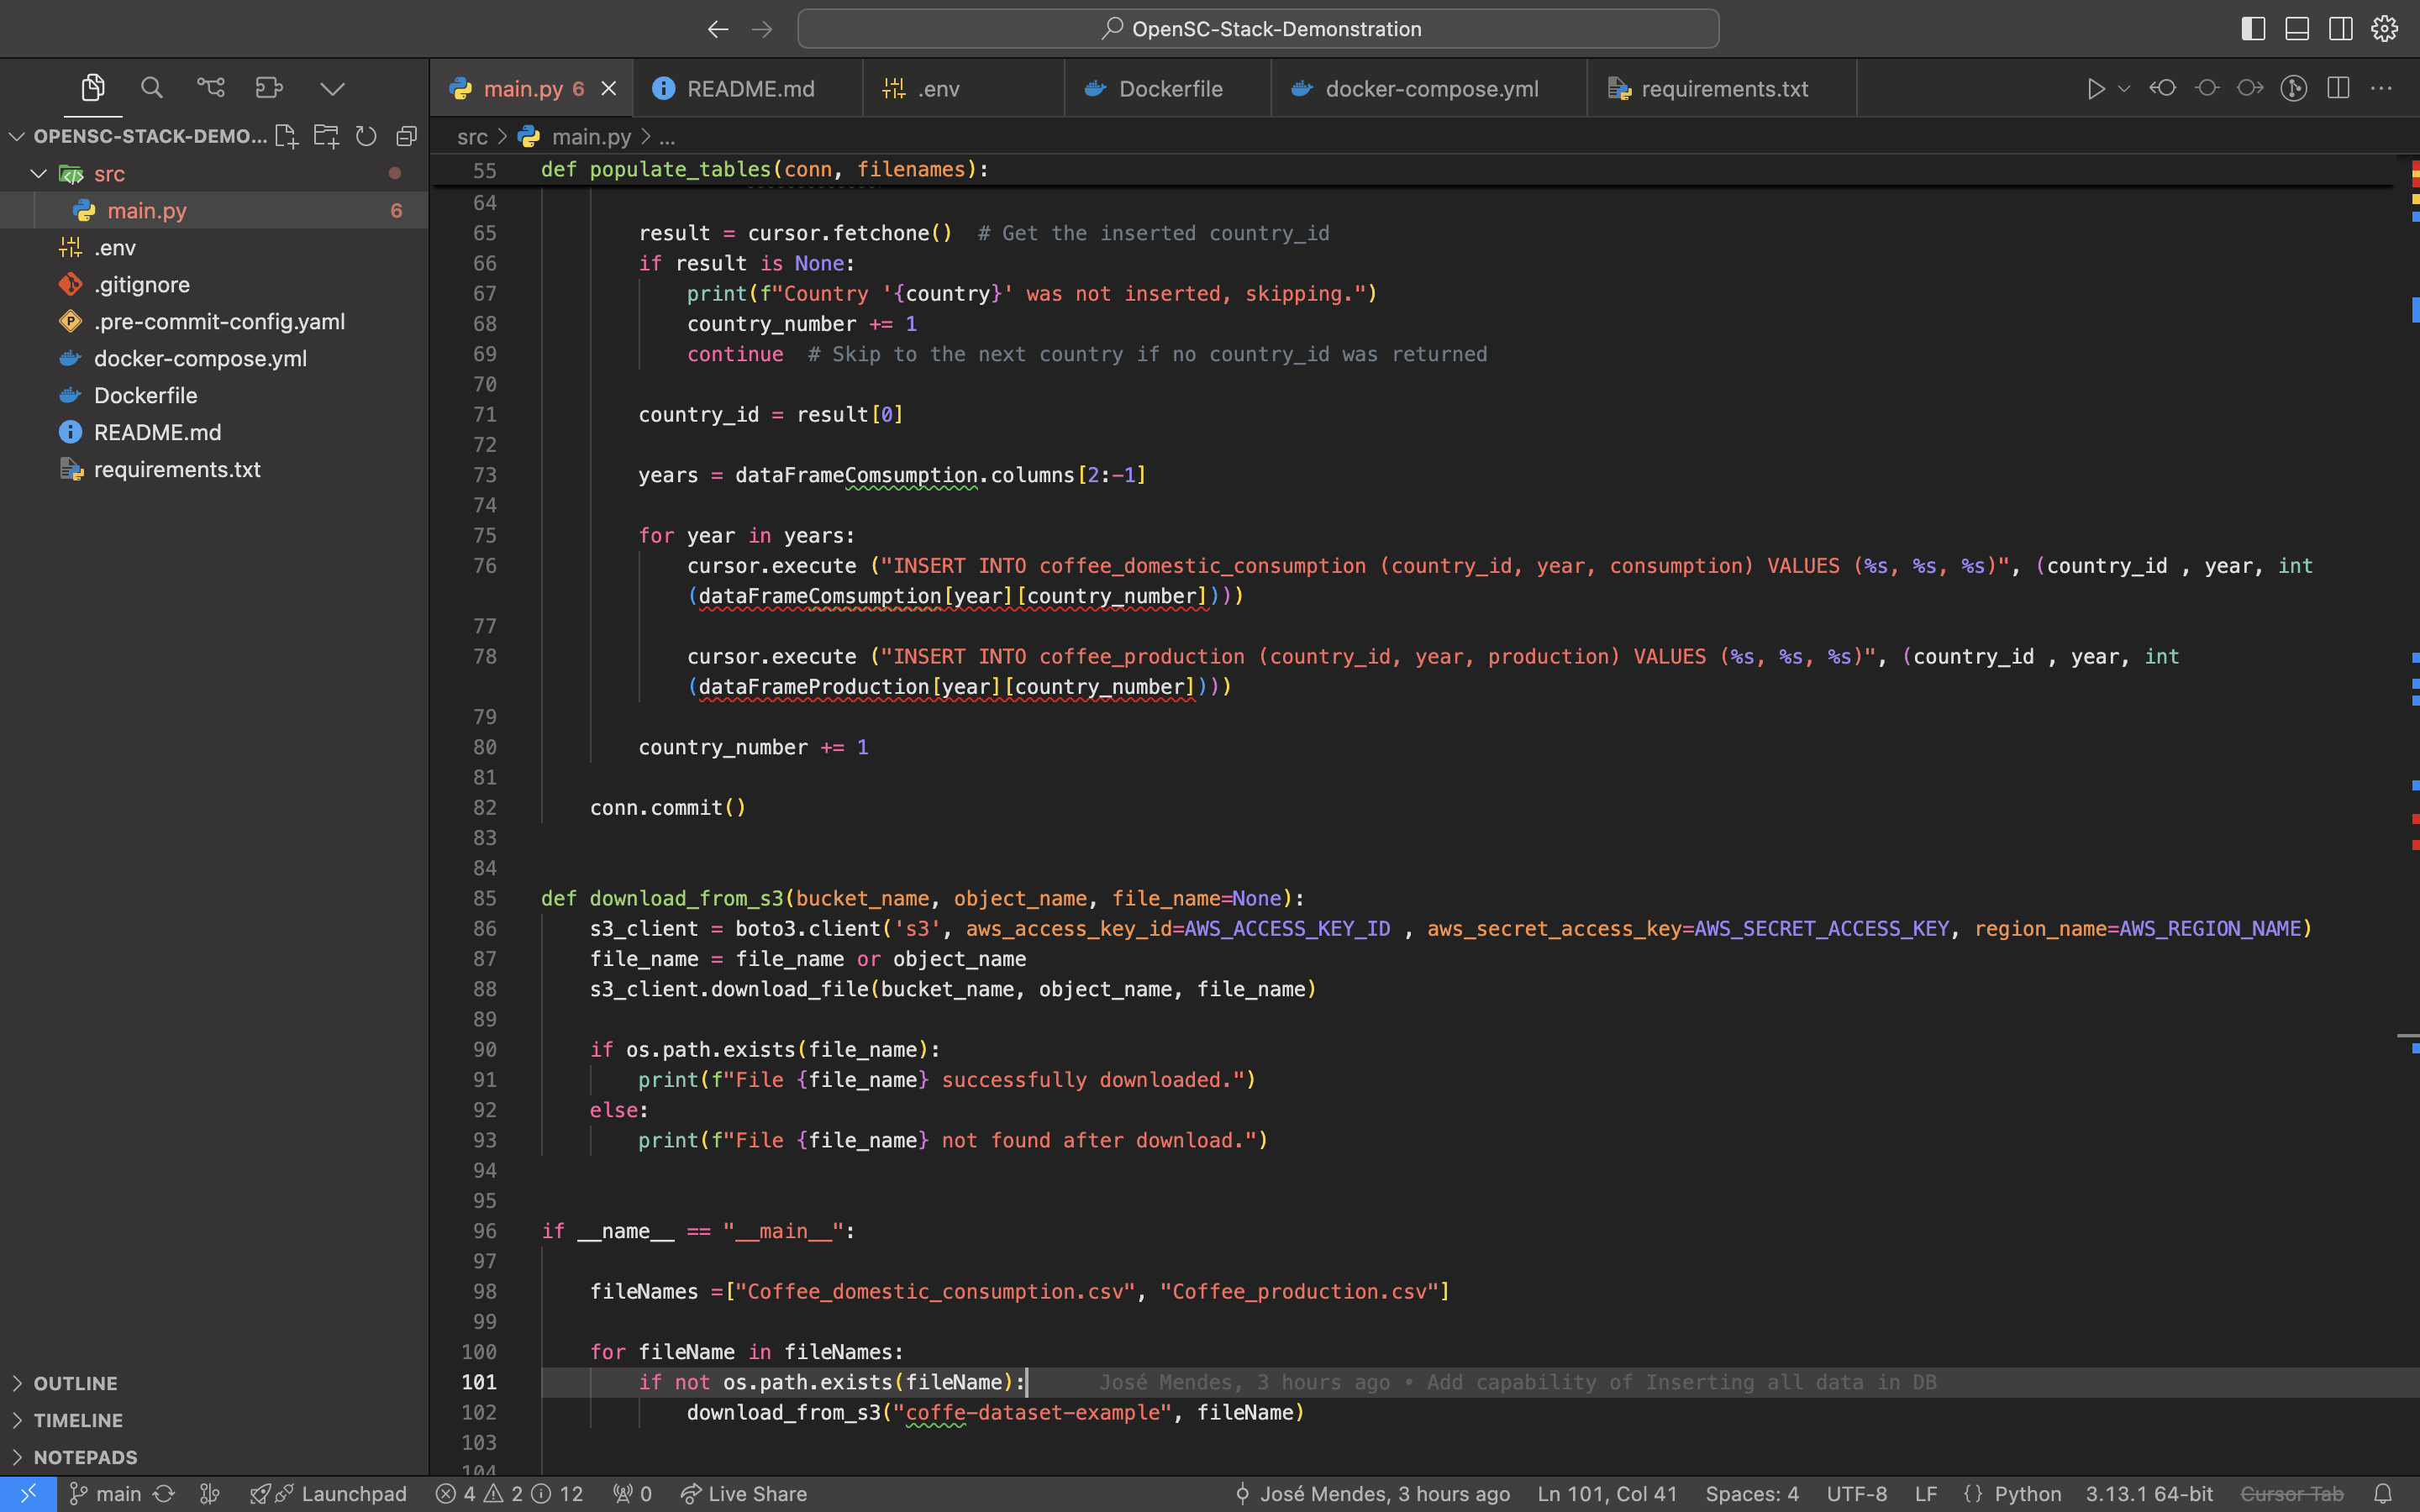 OpenSC-Stack-Demonstration
OPENSC-STACK-DEMO...
src
main.py 6
.env
.gitignore
.pre-commit-config.yaml
docker-compose.yml
Dockerfile
README.md
requirements.txt
OUTLINE
TIMELINE
NOTEPADS
main.py 6
README.md
.env
Dockerfile
docker-compose.yml
requirements.txt
src > main.py > ...
55 def populate_tables(conn, filenames):
64
65 result = cursor.fetchone()  # Get the inserted country_id
66 if result is None:
67 print(f"Country '{country}' was not inserted, skipping.")
68 country_number += 1
69 continue  # Skip to the next country if no country_id was returned
70
71 country_id = result[0]
72
73 years = dataFrameComsumption.columns[2:-1]
74
75 for year in years:
76 cursor.execute ("INSERT INTO coffee_domestic_consumption (country_id, year, consumption) VALUES (%s, %s, %s)", (country_id , year, int
(dataFrameComsumption[year][country_number])))
77
78 cursor.execute ("INSERT INTO coffee_production (country_id, year, production) VALUES (%s, %s, %s)", (country_id , year, int
(dataFrameProduction[year][country_number])))
79
80 country_number += 1
81
82 conn.commit()
83
84
85 def download_from_s3(bucket_name, object_name, file_name=None):
86 s3_client = boto3.client('s3', aws_access_key_id=AWS_ACCESS_KEY_ID , aws_secret_access_key=AWS_SECRET_ACCESS_KEY, region_name=AWS_REGION_NAME)
87 file_name = file_name or object_name
88 s3_client.download_file(bucket_name, object_name, file_name)
89
90 if os.path.exists(file_name):
91 print(f"File {file_name} successfully downloaded.")
92 else:
93 print(f"File {file_name} not found after download.")
94
95
96 if __name__ == "__main__":
97
98 fileNames =["Coffee_domestic_consumption.csv", "Coffee_production.csv"]
99
100 for fileName in fileNames:
101 if not os.path.exists(fileName): José Mendes, 3 hours ago • Add capability of Inserting all data in DB
102 download_from_s3("coffe-dataset-example", fileName)
103
104
main Launchpad 4 2 12 0 Live Share José Mendes, 3 hours ago Ln 101, Col 41 Spaces: 4 UTF-8 LF {} Python 3.13.1 64-bit Cursor Tab